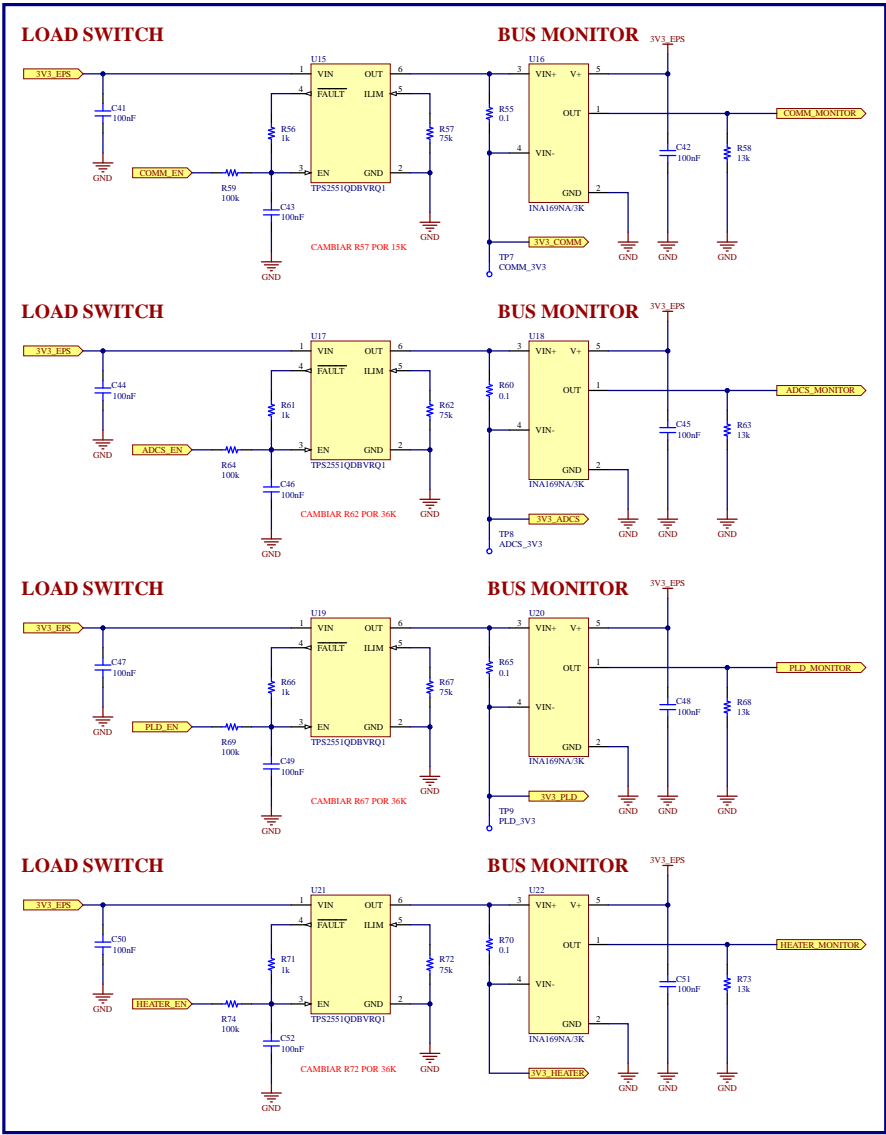 LOAD SWITCH
BUS MONITOR
3V3_EPS
U15
U16
3V3_EPS
1 VIN OUT 6
3 VIN+ V+ 5
4 FAULT ILIM 5
C41
100nF
R56
1k
R57
75k
R55
0.1
OUT 1
COMM_MONITOR
4 VIN-
C42
100nF
R58
13k
GND
COMM_EN
3 EN GND 2
R59
100k
TPS2551QDBVRQ1
GND 2
INA169NA/3K
C43
100nF
GND
CAMBIAR R57 POR 15K
3V3_COMM
GND
GND
GND
TP7
COMM_3V3
GND
LOAD SWITCH
BUS MONITOR
3V3_EPS
U17
U18
3V3_EPS
1 VIN OUT 6
3 VIN+ V+ 5
4 FAULT ILIM 5
C44
100nF
R61
1k
R62
75k
R60
0.1
OUT 1
ADCS_MONITOR
4 VIN-
C45
100nF
R63
13k
GND
ADCS_EN
3 EN GND 2
R64
100k
TPS2551QDBVRQ1
GND 2
INA169NA/3K
C46
100nF
GND
CAMBIAR R62 POR 36K
3V3_ADCS
GND
GND
GND
TP8
ADCS_3V3
GND
LOAD SWITCH
BUS MONITOR
3V3_EPS
U19
U20
3V3_EPS
1 VIN OUT 6
3 VIN+ V+ 5
4 FAULT ILIM 5
C47
100nF
R66
1k
R67
75k
R65
0.1
OUT 1
PLD_MONITOR
4 VIN-
C48
100nF
R68
13k
GND
PLD_EN
3 EN GND 2
R69
100k
TPS2551QDBVRQ1
GND 2
INA169NA/3K
C49
100nF
GND
CAMBIAR R67 POR 36K
3V3_PLD
GND
GND
GND
TP9
PLD_3V3
GND
LOAD SWITCH
BUS MONITOR
3V3_EPS
U21
U22
3V3_EPS
1 VIN OUT 6
3 VIN+ V+ 5
4 FAULT ILIM 5
C50
100nF
R71
1k
R72
75k
R70
0.1
OUT 1
HEATER_MONITOR
4 VIN-
C51
100nF
R73
13k
GND
HEATER_EN
3 EN GND 2
R74
100k
TPS2551QDBVRQ1
GND 2
INA169NA/3K
C52
100nF
GND
CAMBIAR R72 POR 36K
3V3_HEATER
GND
GND
GND
GND